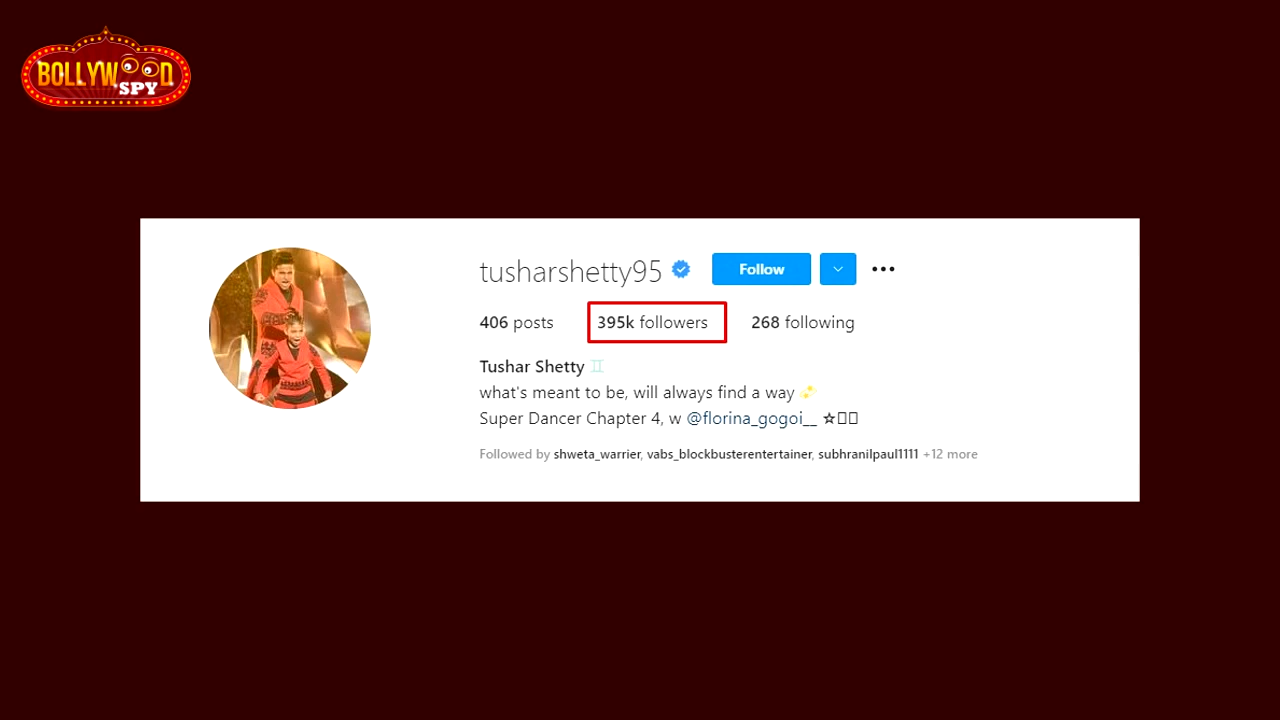 BOLLYWOOD
SPY
tusharshetty95 Follow
406 posts 395k followers 268 following
Tushar Shetty ♊
what's meant to be, will always find a way
Super Dancer Chapter 4, w @florina_gogoi__ ☆
Followed by shweta_warrier, vabs_blockbusterentertainer, subhranilpaul1111 +12 more